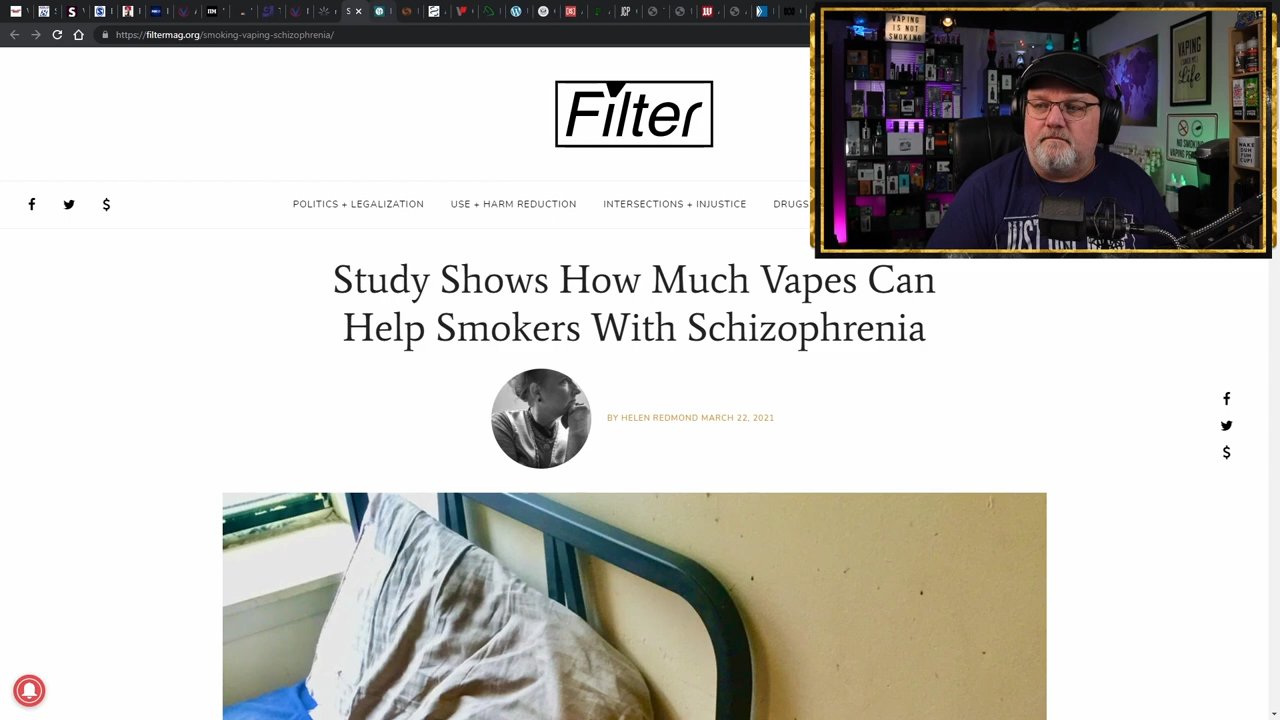 https://filtermag.org/smoking-vaping-schizophrenia/
VAPING
IS NOT
SMOKING
VAPING
Life
NO SMOKING
Filter
POLITICS + LEGALIZATION
USE + HARM REDUCTION
INTERSECTIONS + INJUSTICE
DRUGS
JUST
Study Shows How Much Vapes Can
Help Smokers With Schizophrenia
BY HELEN REDMOND MARCH 22, 2021